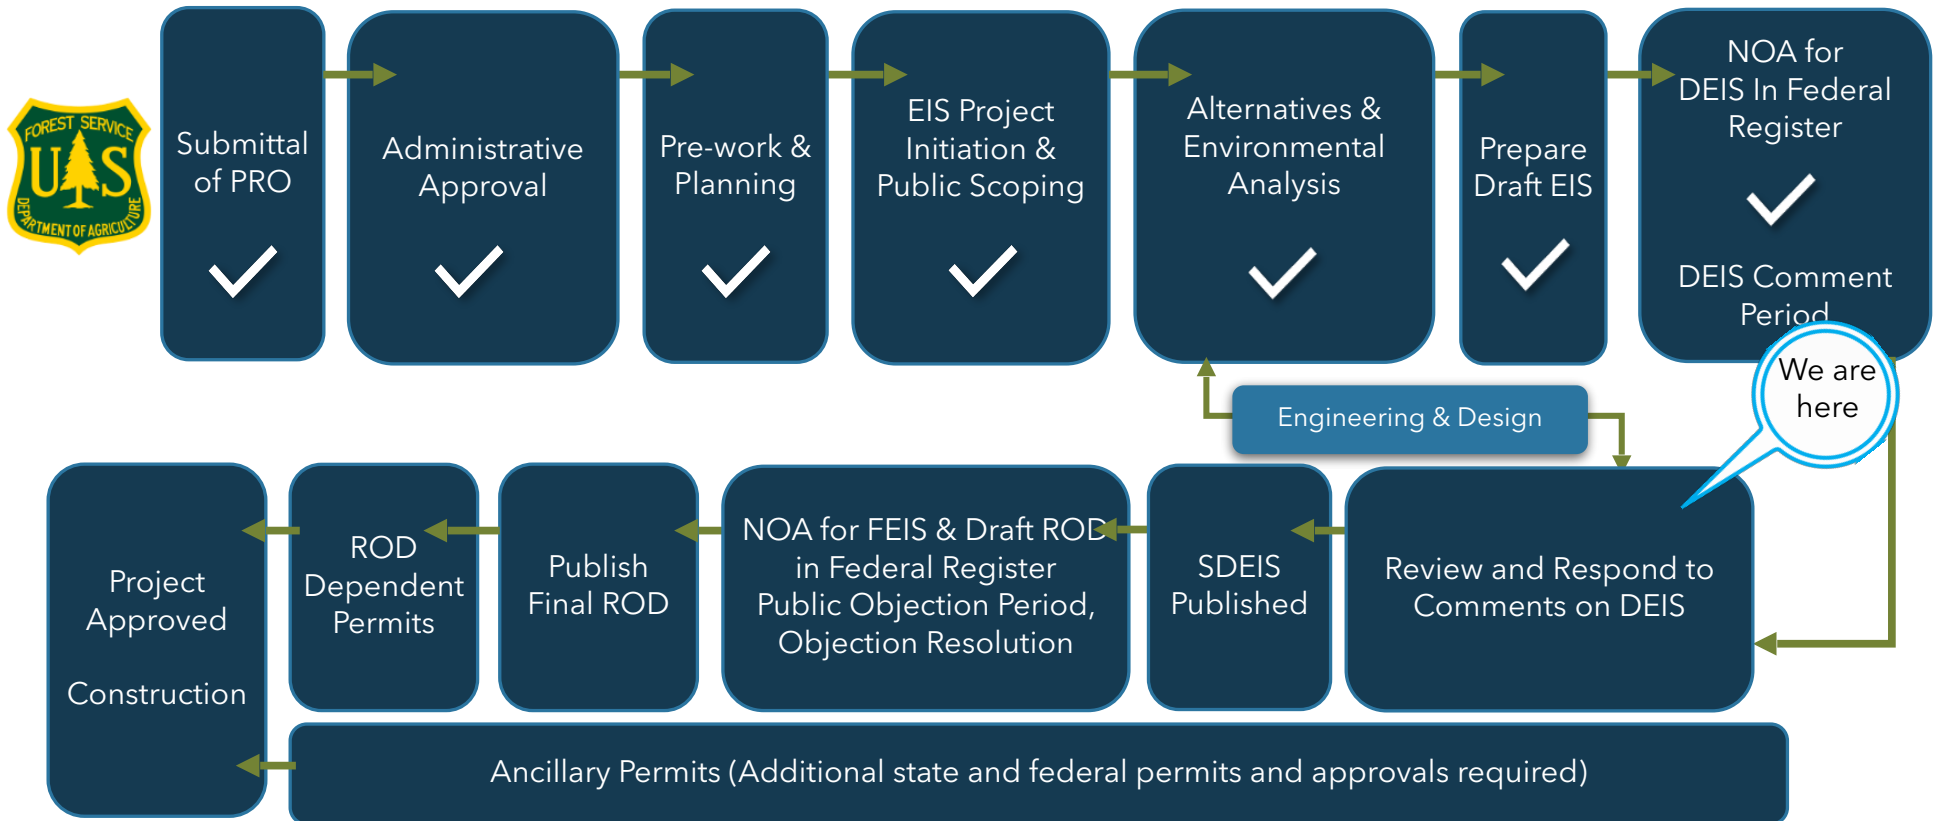 FOREST SERVICE
U S
DEPARTMENT OF AGRICULTURE
Submittal
of PRO
Administrative
Approval
Pre-work &
Planning
EIS Project
Initiation &
Public Scoping
Alternatives &
Environmental
Analysis
Prepare
Draft EIS
NOA for
DEIS In Federal
Register
DEIS Comment
Period
We are
here
Engineering & Design
Project
Approved
Construction
ROD
Dependent
Permits
Publish
Final ROD
NOA for FEIS & Draft ROD
in Federal Register
Public Objection Period,
Objection Resolution
SDEIS
Published
Review and Respond to
Comments on DEIS
Ancillary Permits (Additional state and federal permits and approvals required)